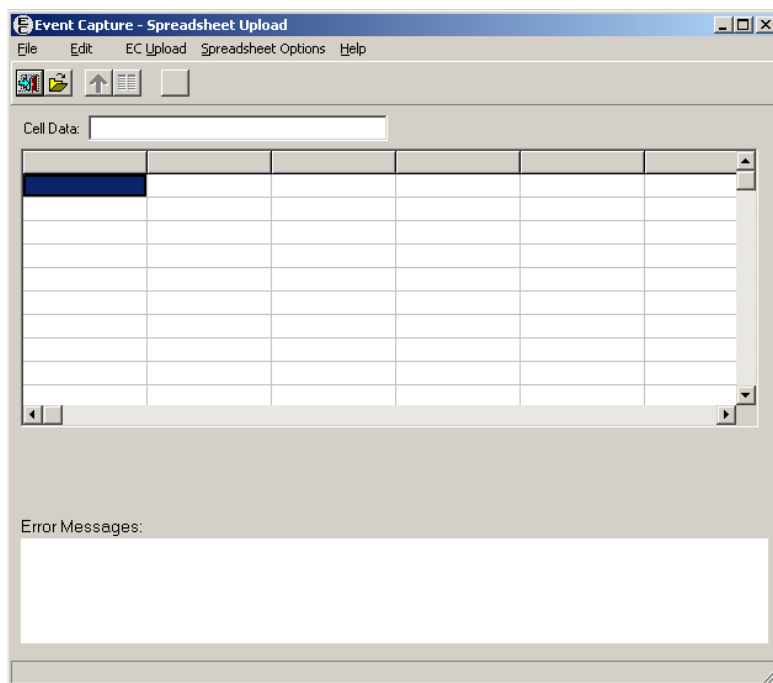 Event Capture - Spreadsheet Upload
File Edit EC Upload Spreadsheet Options Help
Cell Data:
Error Messages: